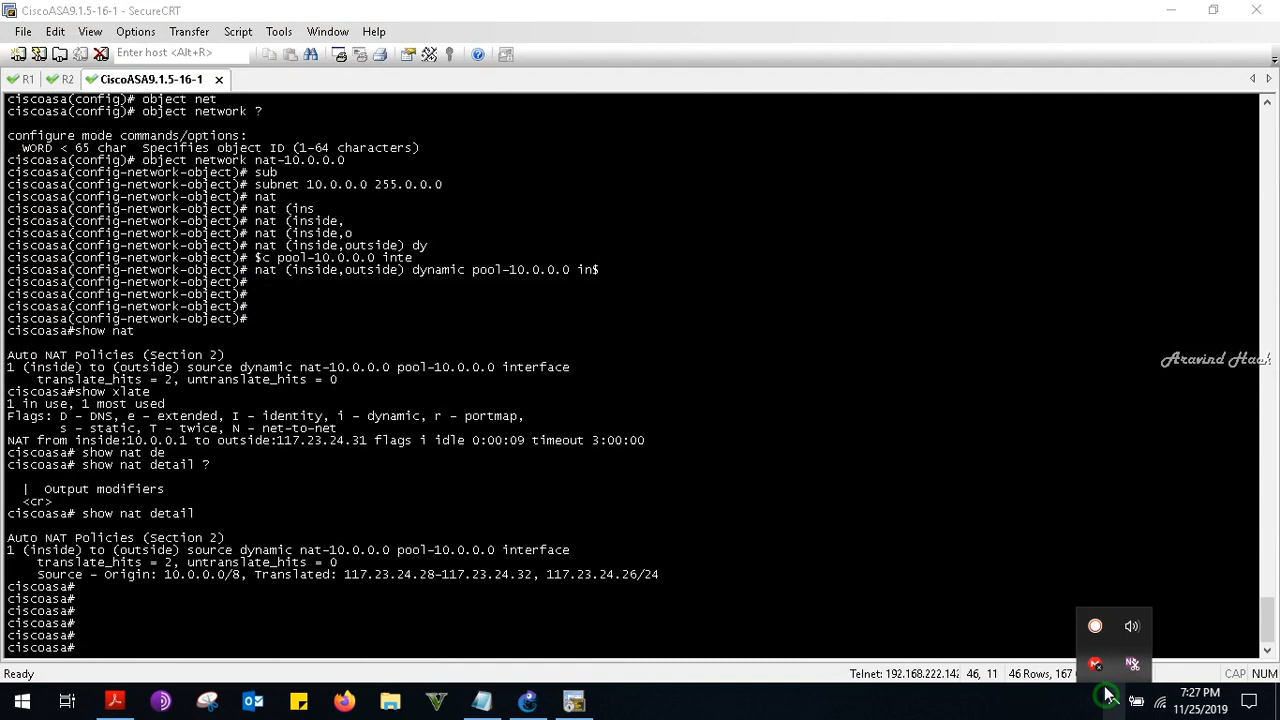 CiscoASA9.1.5-16-1 - SecureCRT
File Edit View Options Transfer Script Tools Window Help
Enter host <Alt+R>
R1 R2 CiscoASA9.1.5-16-1
ciscoasa(config)# object net
ciscoasa(config)# object network ?
configure mode commands/options:
WORD < 65 char Specifies object ID (1-64 characters)
ciscoasa(config)# object network nat-10.0.0.0
ciscoasa(config-network-object)# sub
ciscoasa(config-network-object)# subnet 10.0.0.0 255.0.0.0
ciscoasa(config-network-object)# nat
ciscoasa(config-network-object)# nat (ins
ciscoasa(config-network-object)# nat (inside,
ciscoasa(config-network-object)# nat (inside,o
ciscoasa(config-network-object)# nat (inside,outside) dy
ciscoasa(config-network-object)# $c pool-10.0.0.0 inte
ciscoasa(config-network-object)# nat (inside,outside) dynamic pool-10.0.0.0 in$
ciscoasa(config-network-object)#
ciscoasa(config-network-object)#
ciscoasa(config-network-object)#
ciscoasa(config-network-object)#
ciscoasa#show nat
Auto NAT Policies (Section 2)
1 (inside) to (outside) source dynamic nat-10.0.0.0 pool-10.0.0.0 interface
translate_hits = 2, untranslate_hits = 0
ciscoasa#show xlate
1 in use, 1 most used
Flags: D - DNS, e - extended, I - identity, i - dynamic, r - portmap,
s - static, T - twice, N - net-to-net
NAT from inside:10.0.0.1 to outside:117.23.24.31 flags i idle 0:00:09 timeout 3:00:00
ciscoasa# show nat de
ciscoasa# show nat detail ?
| Output modifiers
<cr>
ciscoasa# show nat detail
Auto NAT Policies (Section 2)
1 (inside) to (outside) source dynamic nat-10.0.0.0 pool-10.0.0.0 interface
translate_hits = 2, untranslate_hits = 0
Source - Origin: 10.0.0.0/8, Translated: 117.23.24.28-117.23.24.32, 117.23.24.26/24
ciscoasa#
ciscoasa#
ciscoasa#
ciscoasa#
ciscoasa#
ciscoasa#
Aravind Haak
Ready Telnet: 192.168.222.14 46, 11 46 Rows, 167 CAP NUM
7:27 PM
11/25/2019